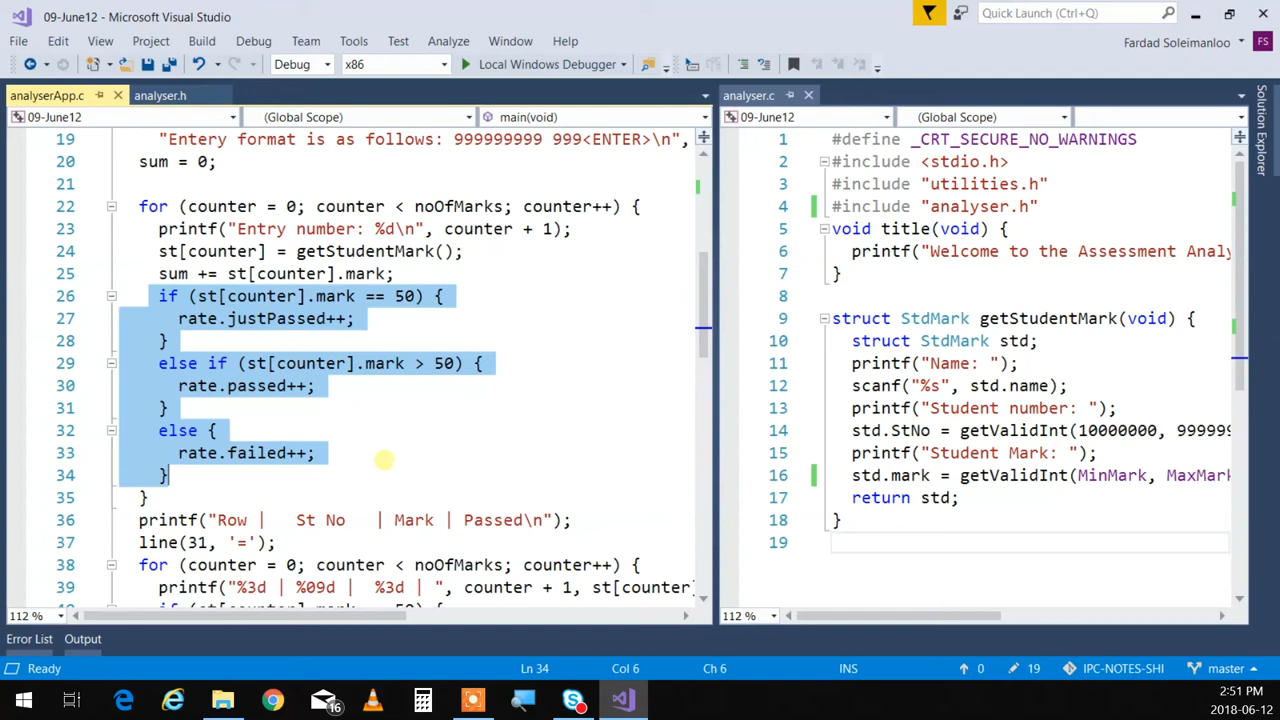 09-June12 - Microsoft Visual Studio
Quick Launch (Ctrl+Q)
File Edit View Project Build Debug Team Tools Test Analyze Window Help
Fardad Soleimanloo FS
Debug x86 Local Windows Debugger
analyserApp.c analyser.h
09-June12 (Global Scope) main(void)
19 "Entery format is as follows: 9999999999 999<ENTER>\n",
20 sum = 0;
21
22 for (counter = 0; counter < noOfMarks; counter++) {
23 printf("Entry number: %d\n", counter + 1);
24 st[counter] = getStudentMark();
25 sum += st[counter].mark;
26 if (st[counter].mark == 50) {
27 rate.justPassed++;
28 }
29 else if (st[counter].mark > 50) {
30 rate.passed++;
31 }
32 else {
33 rate.failed++;
34 }
35 }
36 printf("Row |   St No   | Mark | Passed\n");
37 line(31, '=');
38 for (counter = 0; counter < noOfMarks; counter++) {
39 printf("%3d | %09d |  %3d | ", counter + 1, st[counter]
112 %
analyser.c
09-June12 (Global Scope)
1 #define _CRT_SECURE_NO_WARNINGS
2 #include <stdio.h>
3 #include "utilities.h"
4 #include "analyser.h"
5 void title(void) {
6 printf("Welcome to the Assessment Analy
7 }
8
9 struct StdMark getStudentMark(void) {
10 struct StdMark std;
11 printf("Name: ");
12 scanf("%s", std.name);
13 printf("Student number: ");
14 std.StNo = getValidInt(10000000, 999999
15 printf("Student Mark: ");
16 std.mark = getValidInt(MinMark, MaxMark
17 return std;
18 }
19
112 %
Solution Explorer
Error List Output
Ready Ln 34 Col 6 Ch 6 INS 0 19 IPC-NOTES-SHI master
16
2:51 PM
2018-06-12